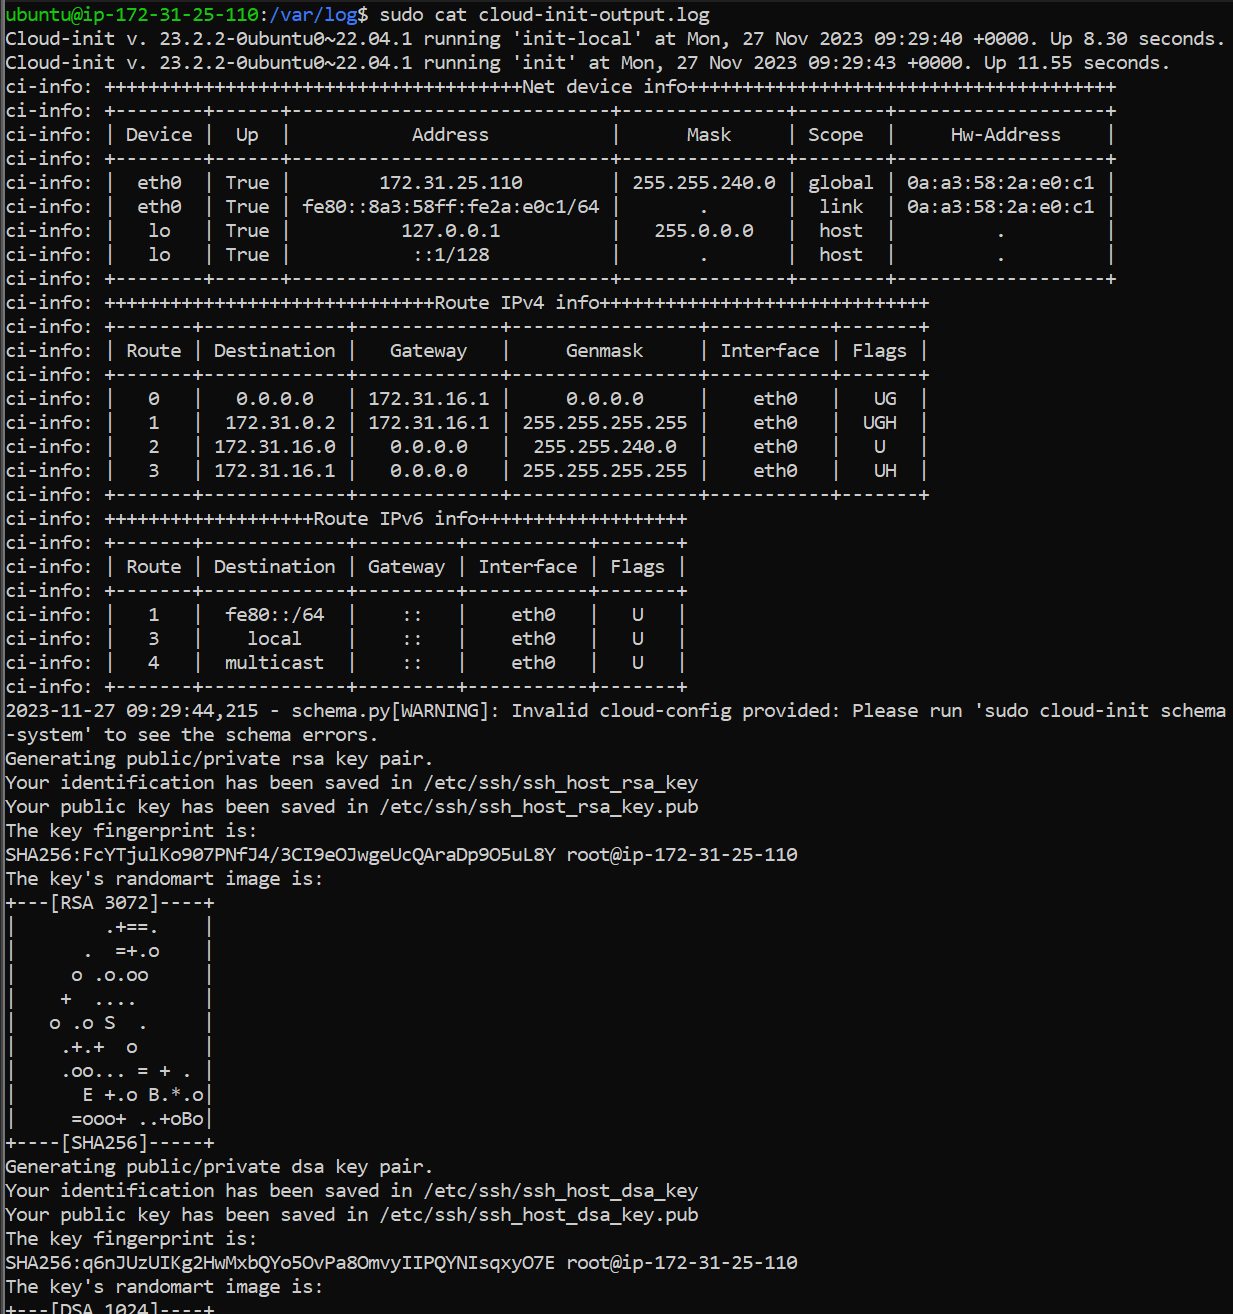 ubuntu@ip-172-31-25-110:/var/log$ sudo cat cloud-init-output.log
Cloud-init v. 23.2.2-0ubuntu0~22.04.1 running 'init-local' at Mon, 27 Nov 2023 09:29:40 +0000. Up 8.30 seconds.
Cloud-init v. 23.2.2-0ubuntu0~22.04.1 running 'init' at Mon, 27 Nov 2023 09:29:43 +0000. Up 11.55 seconds.
ci-info: ++++++++++++++++++++++++++++++++++++++Net device info+++++++++++++++++++++++++++++++++++++++
ci-info: +--------+------+-----------------------------+---------------+--------+-------------------+
ci-info: | Device |  Up  |           Address           |      Mask     | Scope  |     Hw-Address    |
ci-info: +--------+------+-----------------------------+---------------+--------+-------------------+
ci-info: |  eth0  | True |        172.31.25.110        | 255.255.240.0 | global | 0a:a3:58:2a:e0:c1 |
ci-info: |  eth0  | True | fe80::8a3:58ff:fe2a:e0c1/64 |       .       |  link  | 0a:a3:58:2a:e0:c1 |
ci-info: |   lo   | True |          127.0.0.1          |   255.0.0.0   |  host  |         .         |
ci-info: |   lo   | True |           ::1/128           |       .       |  host  |         .         |
ci-info: +--------+------+-----------------------------+---------------+--------+-------------------+
ci-info: ++++++++++++++++++++++++++++++Route IPv4 info++++++++++++++++++++++++++++++
ci-info: +-------+-------------+-------------+-----------------+-----------+-------+
ci-info: | Route | Destination |   Gateway   |     Genmask     | Interface | Flags |
ci-info: +-------+-------------+-------------+-----------------+-----------+-------+
ci-info: |   0   |   0.0.0.0   | 172.31.16.1 |     0.0.0.0     |    eth0   |   UG  |
ci-info: |   1   |  172.31.0.2 | 172.31.16.1 | 255.255.255.255 |    eth0   |  UGH  |
ci-info: |   2   | 172.31.16.0 |   0.0.0.0   |  255.255.240.0  |    eth0   |   U   |
ci-info: |   3   | 172.31.16.1 |   0.0.0.0   | 255.255.255.255 |    eth0   |   UH  |
ci-info: +-------+-------------+-------------+-----------------+-----------+-------+
ci-info: +++++++++++++++++++Route IPv6 info+++++++++++++++++++
ci-info: +-------+-------------+---------+-----------+-------+
ci-info: | Route | Destination | Gateway | Interface | Flags |
ci-info: +-------+-------------+---------+-----------+-------+
ci-info: |   1   |  fe80::/64  |    ::   |    eth0   |   U   |
ci-info: |   3   |    local    |    ::   |    eth0   |   U   |
ci-info: |   4   |  multicast  |    ::   |    eth0   |   U   |
ci-info: +-------+-------------+---------+-----------+-------+
2023-11-27 09:29:44,215 - schema.py[WARNING]: Invalid cloud-config provided: Please run 'sudo cloud-init schema
-system' to see the schema errors.
Generating public/private rsa key pair.
Your identification has been saved in /etc/ssh/ssh_host_rsa_key
Your public key has been saved in /etc/ssh/ssh_host_rsa_key.pub
The key fingerprint is:
SHA256:FcYTjulKo907PNfJ4/3CI9eOJwgeUcQAraDp9O5uL8Y root@ip-172-31-25-110
The key's randomart image is:
+---[RSA 3072]----+
|        .+==.    |
|      .  =+.o    |
|     o .o.oo     |
|    +  ....      |
|   o .o S  .     |
|    .+.+  o      |
|    .oo... = + . |
|      E +.o B.*.o|
|     =ooo+ ..+oBo|
+----[SHA256]-----+
Generating public/private dsa key pair.
Your identification has been saved in /etc/ssh/ssh_host_dsa_key
Your public key has been saved in /etc/ssh/ssh_host_dsa_key.pub
The key fingerprint is:
SHA256:q6nJUzUIKg2HwMxbQYo5OvPa8OmvyIIPQYNIsqxyO7E root@ip-172-31-25-110
The key's randomart image is:
+---[DSA 1024]----+